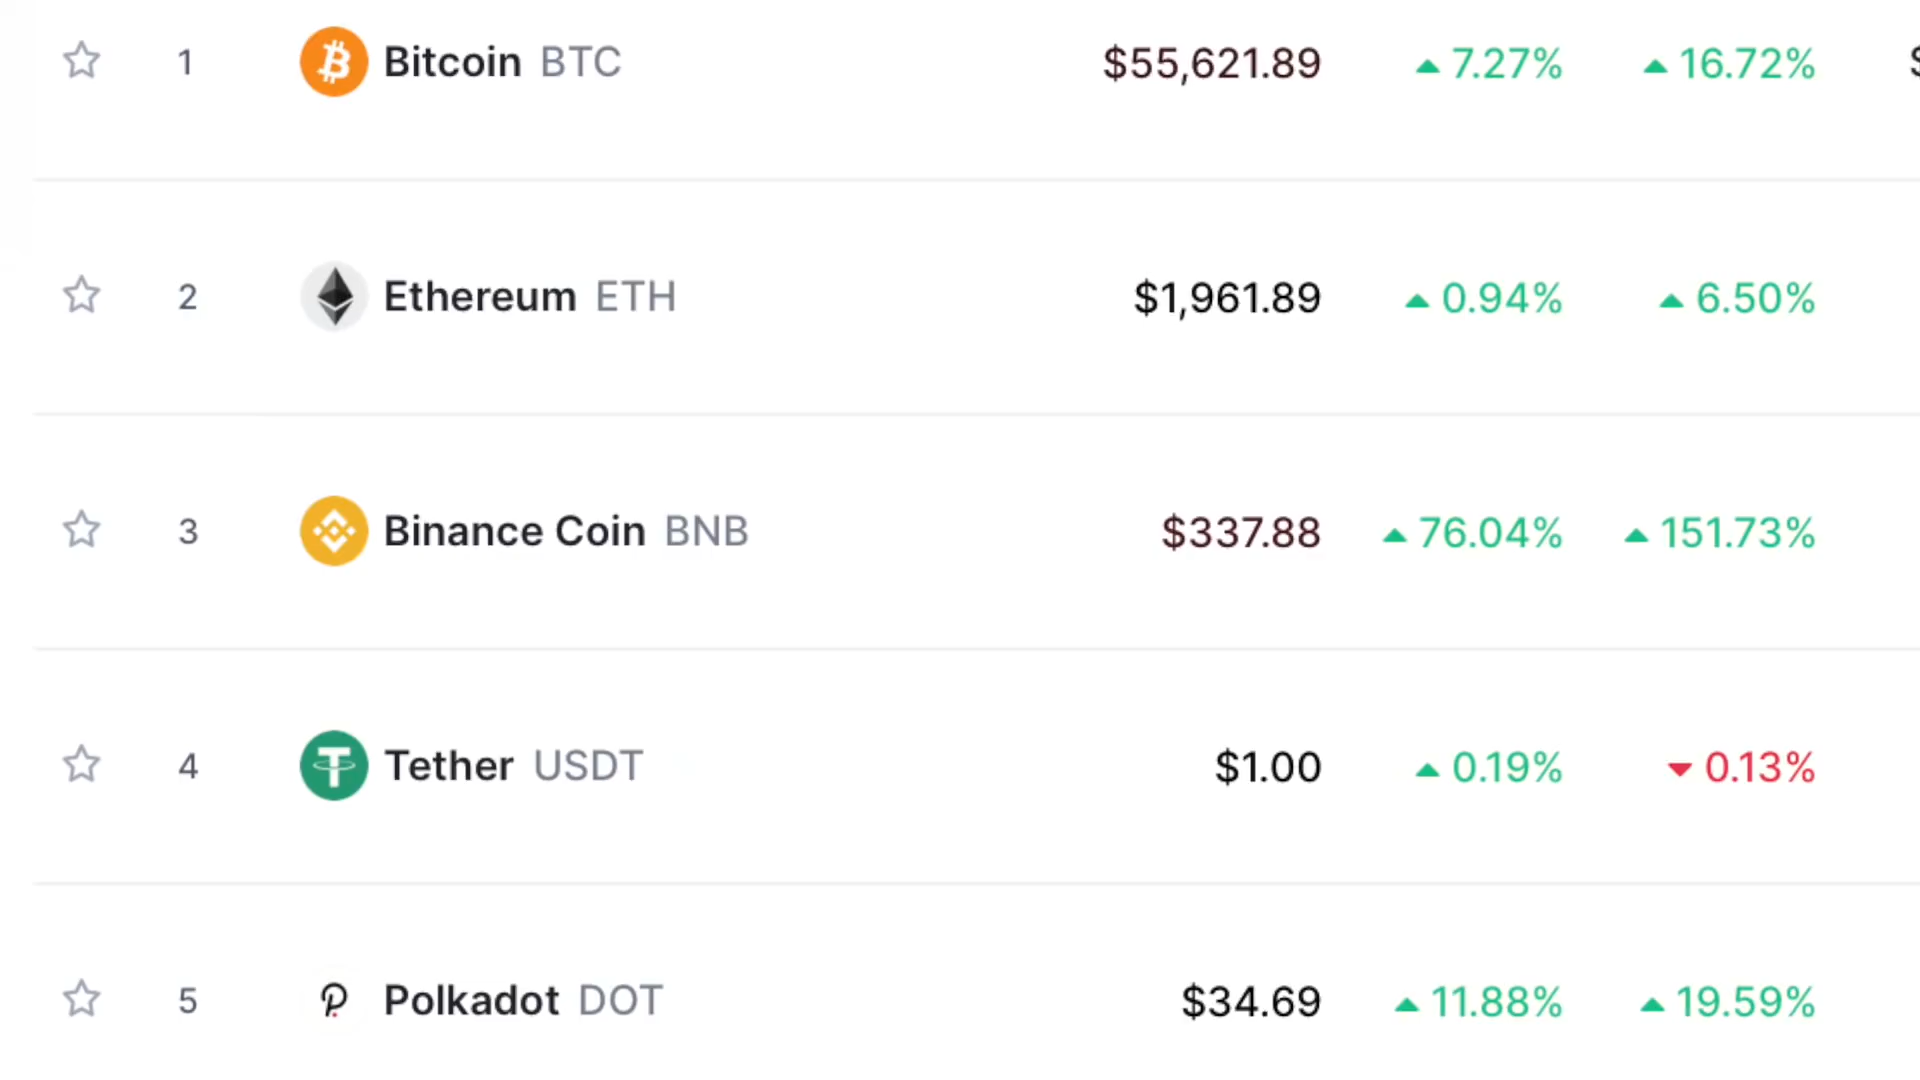 1 Bitcoin BTC $55,621.89 ▲ 7.27% ▲ 16.72% $
2 Ethereum ETH $1,961.89 ▲ 0.94% ▲ 6.50%
3 Binance Coin BNB $337.88 ▲ 76.04% ▲ 151.73%
4 Tether USDT $1.00 ▲ 0.19% ▼ 0.13%
5 Polkadot DOT $34.69 ▲ 11.88% ▲ 19.59%